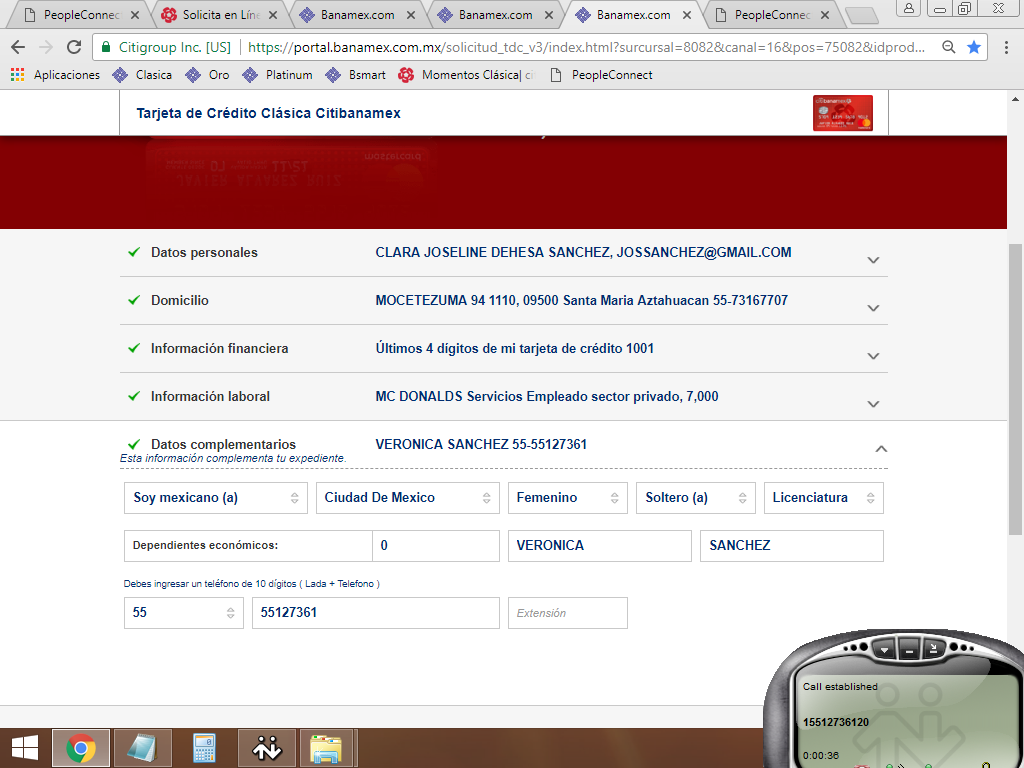 PeopleConnec
Solicita en Líne
Banamex.com
Banamex.com
Banamex.com
PeopleConnec
Citigroup Inc. [US] https://portal.banamex.com.mx/solicitud_tdc_v3/index.html?surcursal=8082&canal=16&pos=75082&idprod...
Aplicaciones Clasica Oro Platinum Bsmart Momentos Clásica| ci PeopleConnect
Tarjeta de Crédito Clásica Citibanamex
Datos personales CLARA JOSELINE DEHESA SANCHEZ, JOSSANCHEZ@GMAIL.COM
Domicilio MOCETEZUMA 94 1110, 09500 Santa Maria Aztahuacan 55-73167707
Información financiera Últimos 4 dígitos de mi tarjeta de crédito 1001
Información laboral MC DONALDS Servicios Empleado sector privado, 7,000
Datos complementarios VERONICA SANCHEZ 55-55127361
Esta información complementa tu expediente.
Soy mexicano (a) Ciudad De Mexico Femenino Soltero (a) Licenciatura
Dependientes económicos: 0 VERONICA SANCHEZ
Debes ingresar un teléfono de 10 dígitos ( Lada + Telefono )
55 55127361 Extensión
Call established
15512736120
0:00:36